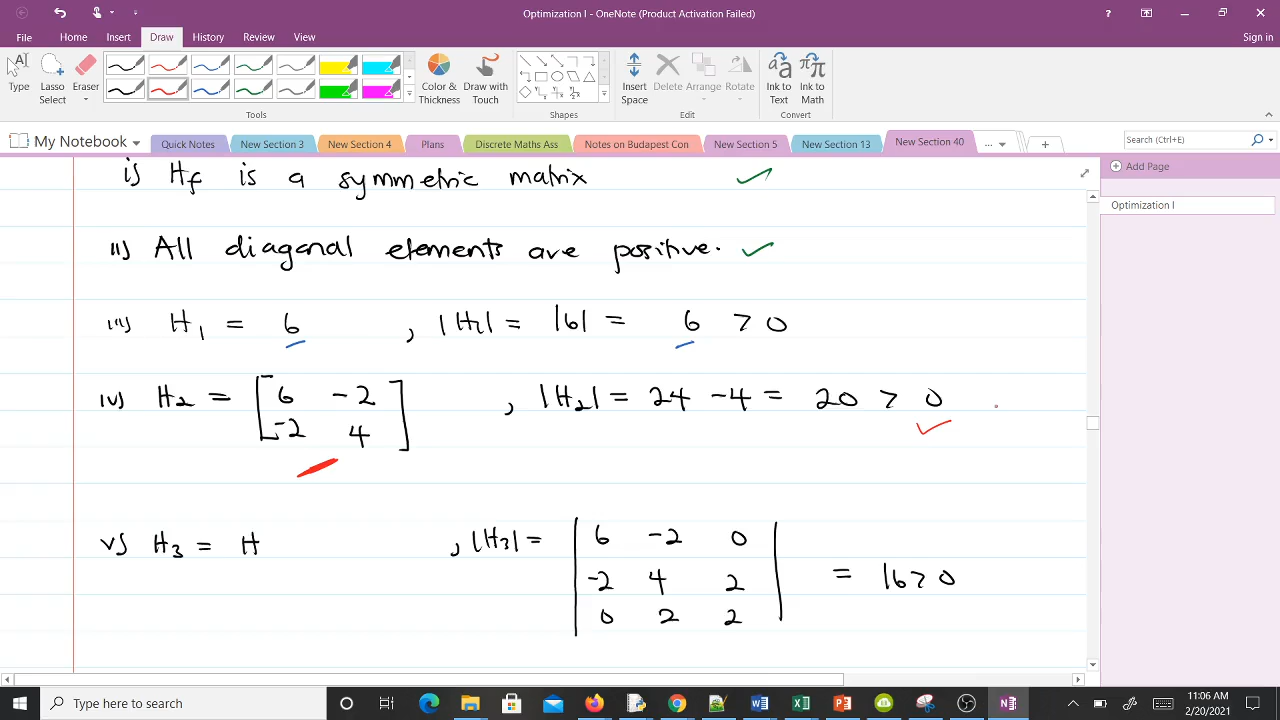 Optimization I - OneNote (Product Activation Failed)
File Home Insert Draw History Review View Sign in
Type Lasso Select Eraser Color & Thickness Draw with Touch Insert Space Delete Arrange Rotate Ink to Text Ink to Math
Tools Shapes Edit Convert
My Notebook Quick Notes New Section 3 New Section 4 Plans Discrete Maths Ass Notes on Budapest Con New Section 5 New Section 13 New Section 40 ... Search (Ctrl+E)
Add Page
Optimization I
i) Hf is a symmetric matrix ✓
ii) All diagonal elements are positive. ✓
iii) H1 = 6 , |H1| = |6| = 6 > 0
iv) H2 = [6 -2
-2 4] , |H2| = 24 - 4 = 20 > 0 ✓
v) H3 = H , |H3| = | 6 -2 0
-2 4 2
0 2 2 | = 16 > 0
Type here to search
11:06 AM
2/20/2021